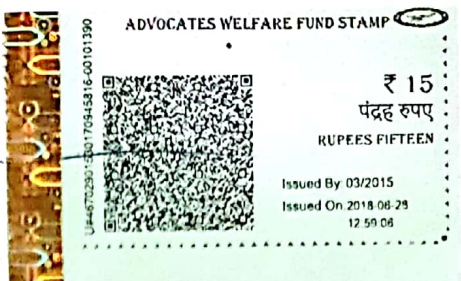 ADVOCATES WELFARE FUND STAMP
₹ 15
पंद्रह रुपए
RUPEES FIFTEEN
Issued By: 03/2015
Issued On:2018-06-28
12:59:06